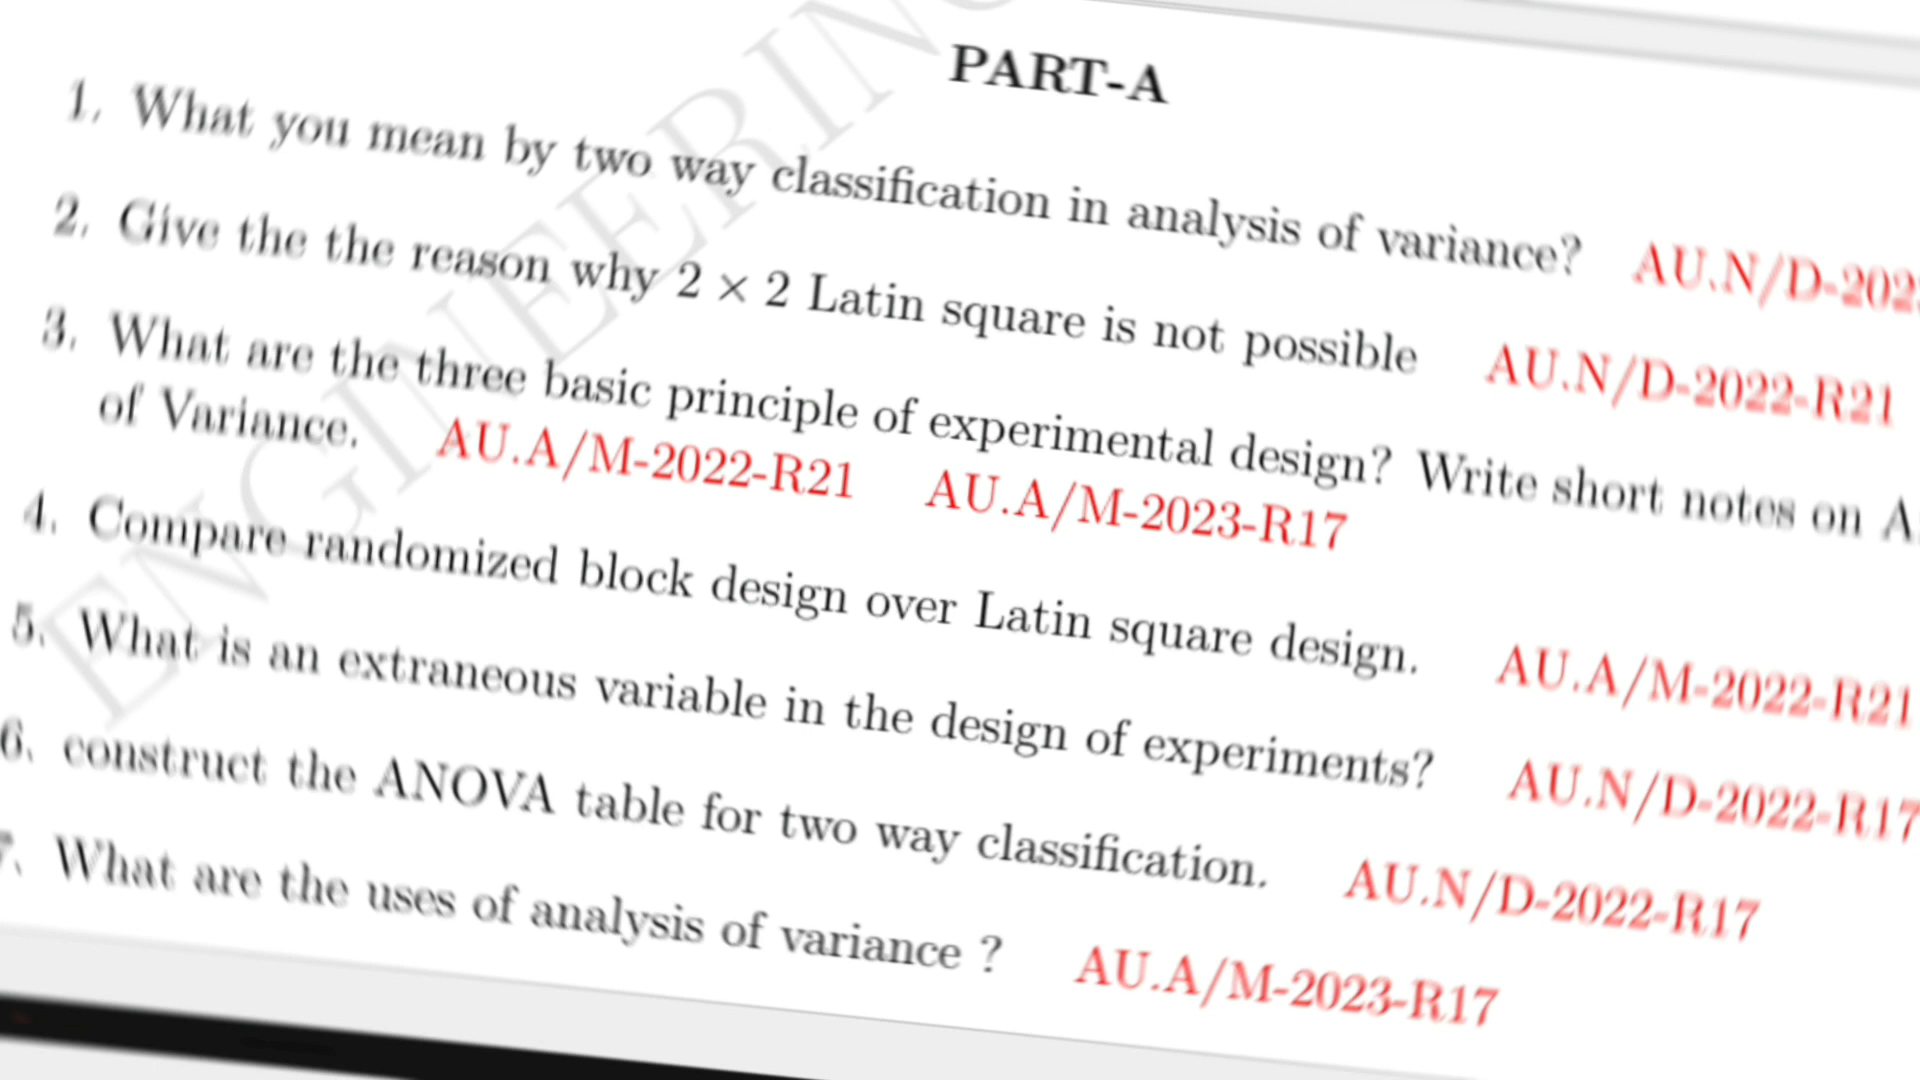 PART-A
1. What you mean by two way classification in analysis of variance? AU.N/D-202
2. Give the the reason why 2 × 2 Latin square is not possible AU.N/D-2022-R21
3. What are the three basic principle of experimental design? Write short notes on A
of Variance. AU.A/M-2022-R21 AU.A/M-2023-R17
4. Compare randomized block design over Latin square design. AU.A/M-2022-R21
5. What is an extraneous variable in the design of experiments? AU.N/D-2022-R17
6. construct the ANOVA table for two way classification. AU.N/D-2022-R17
7. What are the uses of analysis of variance ? AU.A/M-2023-R17
ENGINEERING